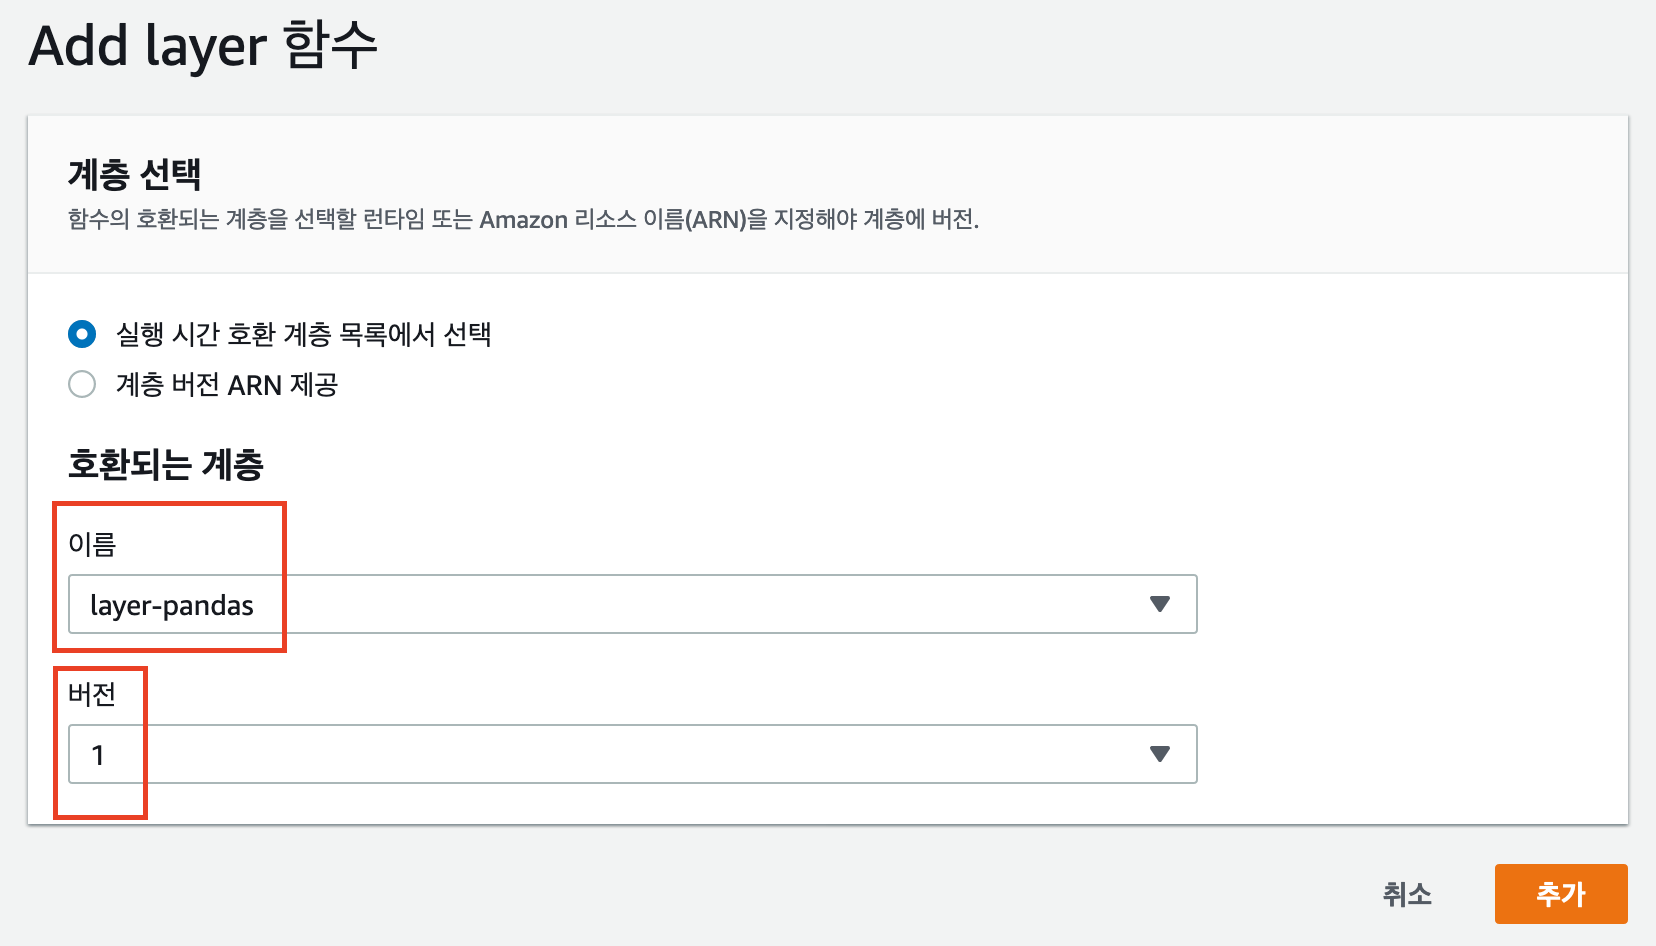 Add layer 함수
계층 선택
함수의 호환되는 계층을 선택할 런타임 또는 Amazon 리소스 이름(ARN)을 지정해야 계층에 버전.
실행 시간 호환 계층 목록에서 선택
계층 버전 ARN 제공
호환되는 계층
이름
layer-pandas
버전
1
취소
추가